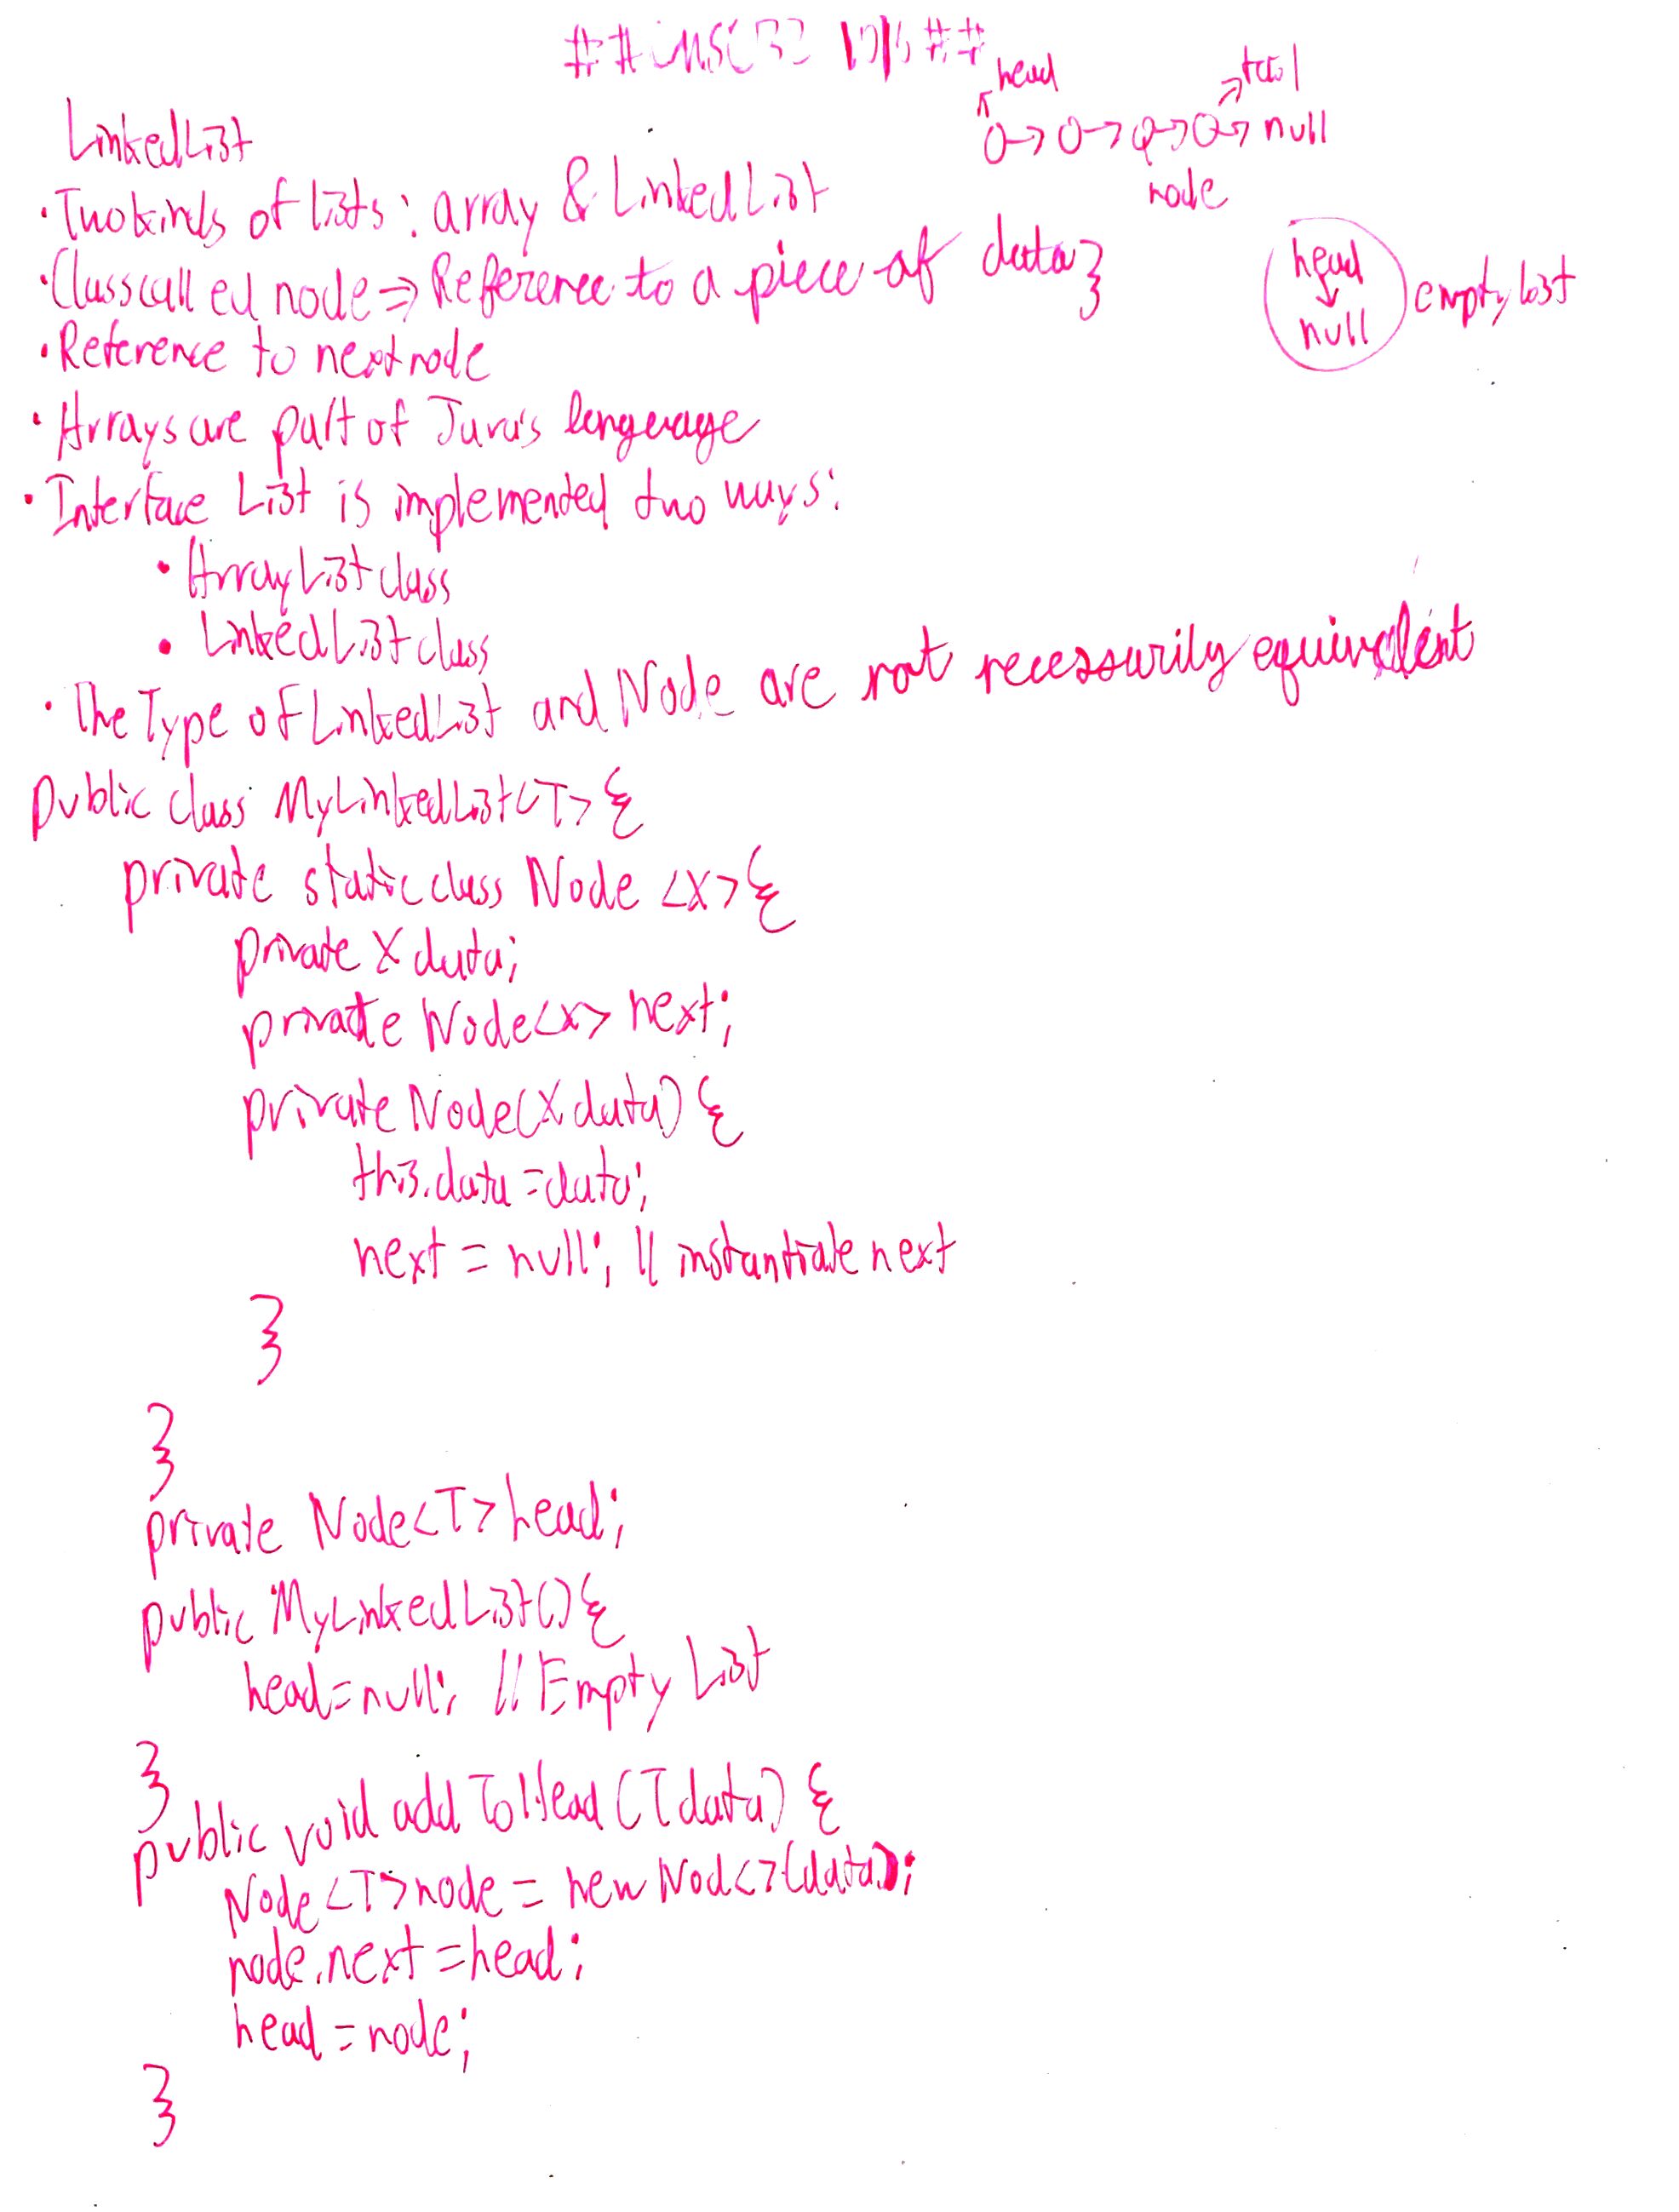 head
tail
O→O→O→O→null
node
LinkedList
•Two kinds of lists: array & LinkedList
•Class called node ⇒ Reference to a piece of data}
•Reference to next node
head
↓
null
empty list
•Arrays are part of Java's language
•Interface List is implemented two ways:
•ArrayList class
•LinkedList class
•The Type of LinkedList and Node are not necessarily equivalent
public class MyLinkedList<T>{
private static class Node <X>{
private X data;
private Node<X> next;
private Node(X data){
this.data=data;
next = null; // instantiate next
}
}
private Node<T> head;
public MyLinkedList(){
head=null; // Empty List
}
public void addToHead (T data) {
Node<T>node = new Nod<>(data);
node.next=head;
head=node;
}